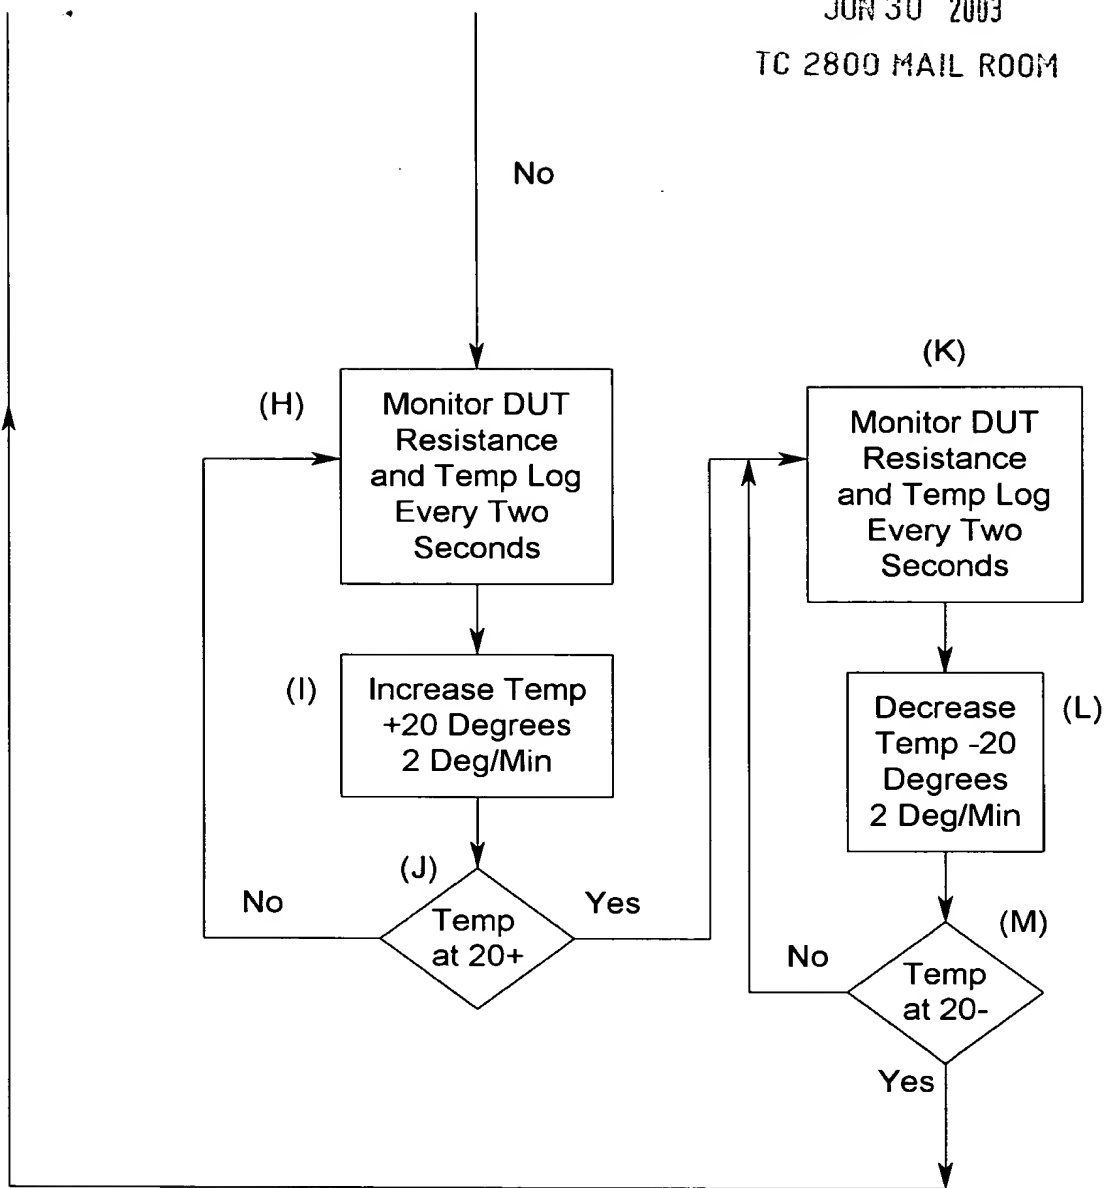 JUN 30 2003
TC 2800 MAIL ROOM
No
(H)
Monitor DUT
Resistance
and Temp Log
Every Two
Seconds
(I)
Increase Temp
+20 Degrees
2 Deg/Min
(J)
Temp
at 20+
No
Yes
(K)
Monitor DUT
Resistance
and Temp Log
Every Two
Seconds
Decrease
Temp -20
Degrees
2 Deg/Min
(L)
(M)
Temp
at 20-
No
Yes